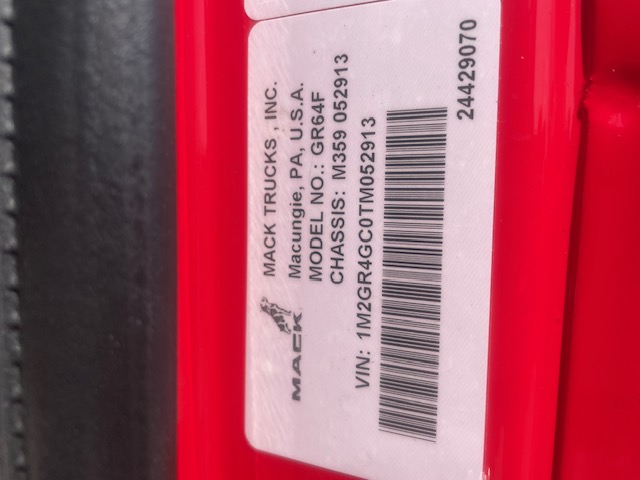 MACK
MACK TRUCKS , INC.
Macungie, PA, U.S.A.
MODEL NO.: GR64F
CHASSIS: M359 052913
VIN: 1M2GR4GC0TM052913
24429070